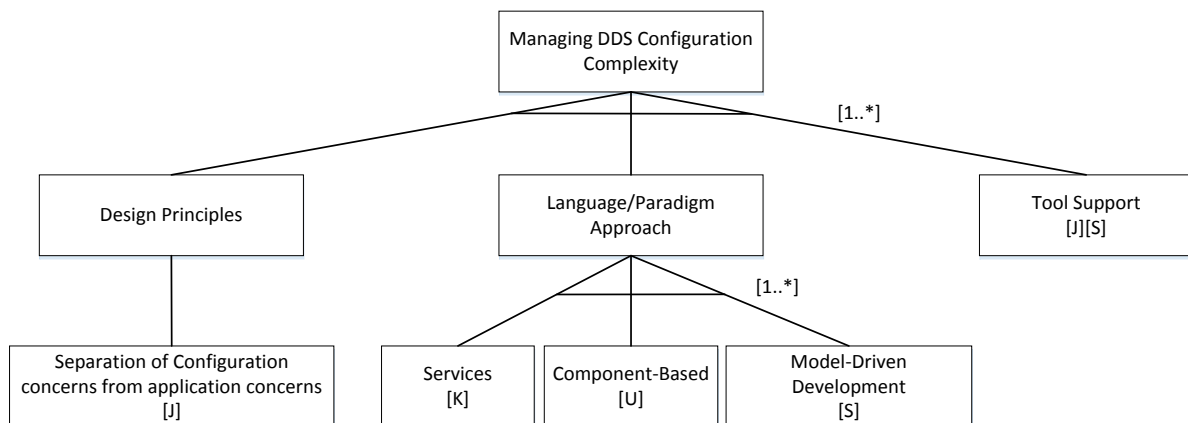 Managing DDS Configuration
Complexity
[1..*]
Design Principles
Language/Paradigm
Approach
Tool Support
[J][S]
[1..*]
Separation of Configuration
concerns from application concerns
[J]
Services
[K]
Component-Based
[U]
Model-Driven
Development
[S]